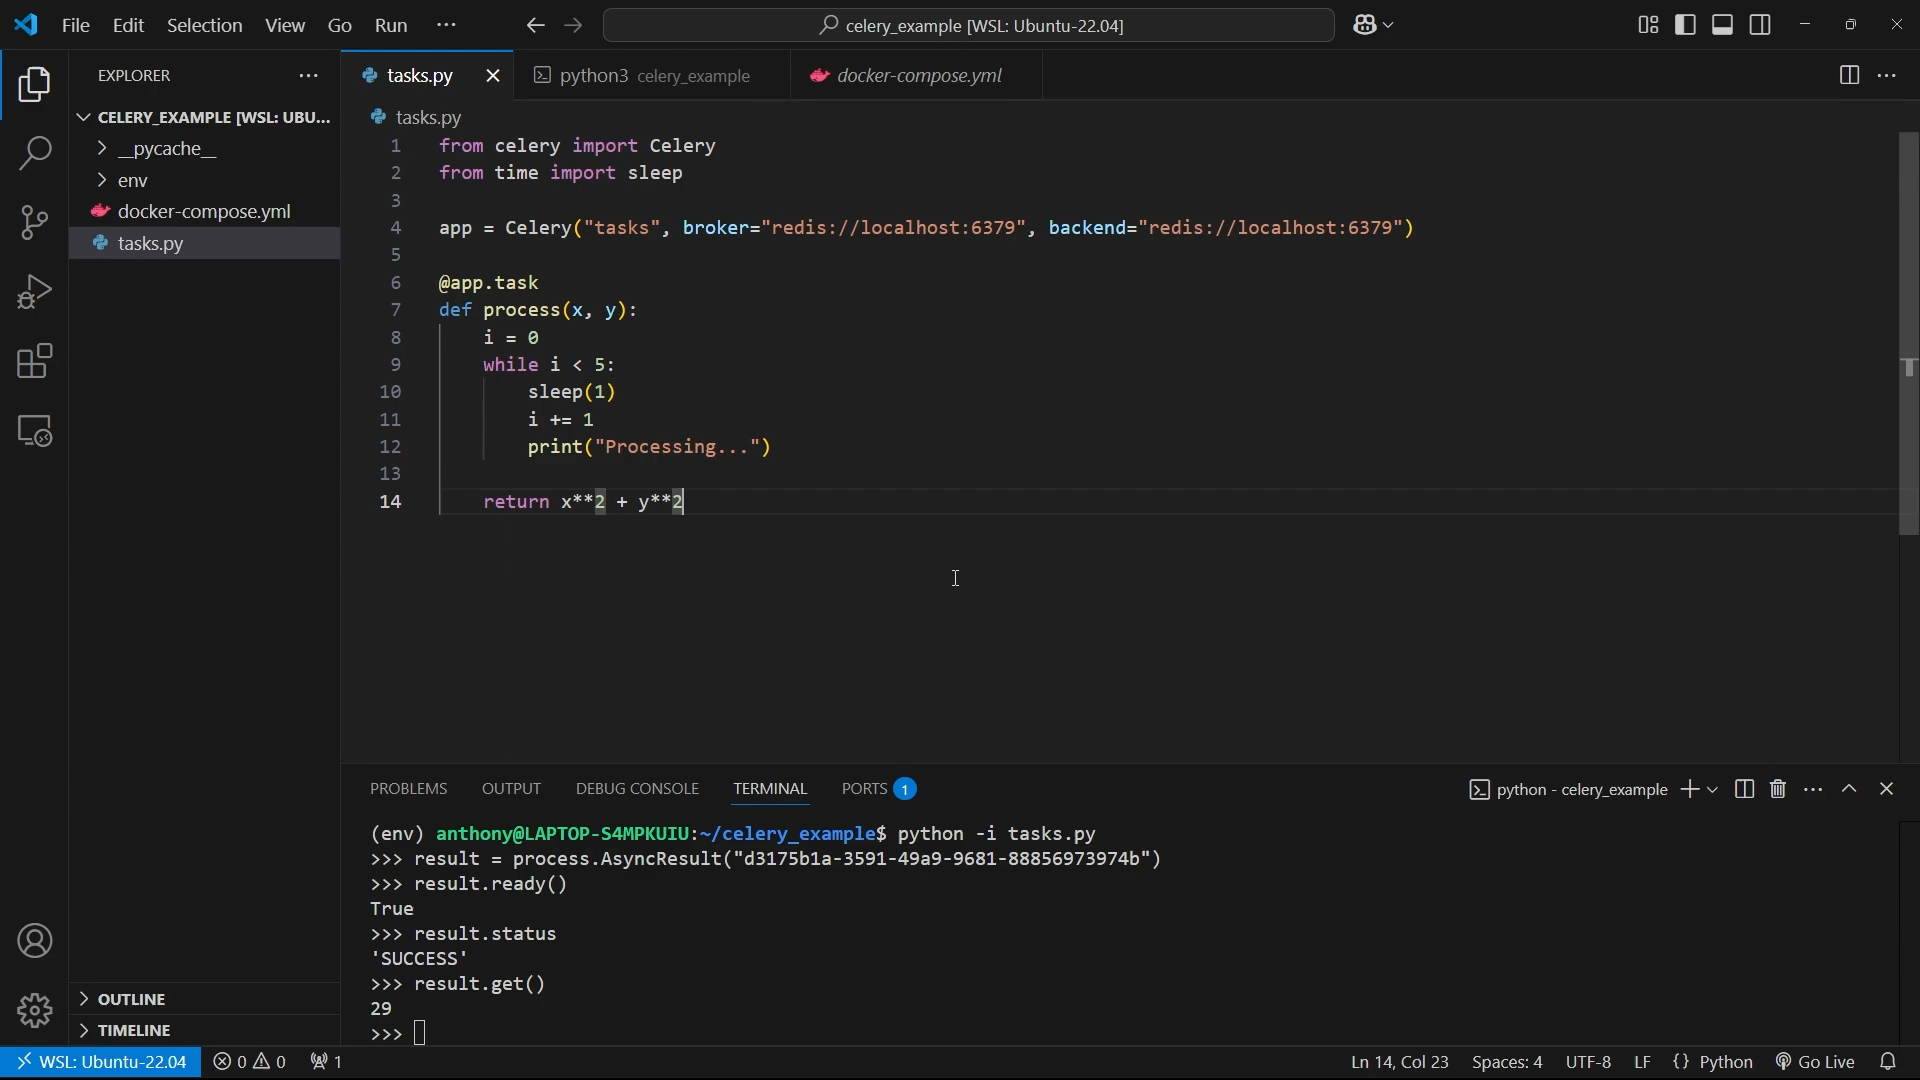 File Edit Selection View Go Run ···
celery_example [WSL: Ubuntu-22.04]
EXPLORER
CELERY_EXAMPLE [WSL: UBU...
__pycache__
env
docker-compose.yml
tasks.py
OUTLINE
TIMELINE
tasks.py
python3 celery_example
docker-compose.yml
tasks.py
1 from celery import Celery
2 from time import sleep
3
4 app = Celery("tasks", broker="redis://localhost:6379", backend="redis://localhost:6379")
5
6 @app.task
7 def process(x, y):
8     i = 0
9     while i < 5:
10         sleep(1)
11         i += 1
12         print("Processing...")
13
14     return x**2 + y**2
PROBLEMS OUTPUT DEBUG CONSOLE TERMINAL PORTS 1
python - celery_example
(env) anthony@LAPTOP-S4MPKUIU:~/celery_example$ python -i tasks.py
>>> result = process.AsyncResult("d3175b1a-3591-49a9-9681-88856973974b")
>>> result.ready()
True
>>> result.status
'SUCCESS'
>>> result.get()
29
>>>
WSL: Ubuntu-22.04 0 0 1
Ln 14, Col 23 Spaces: 4 UTF-8 LF {} Python Go Live